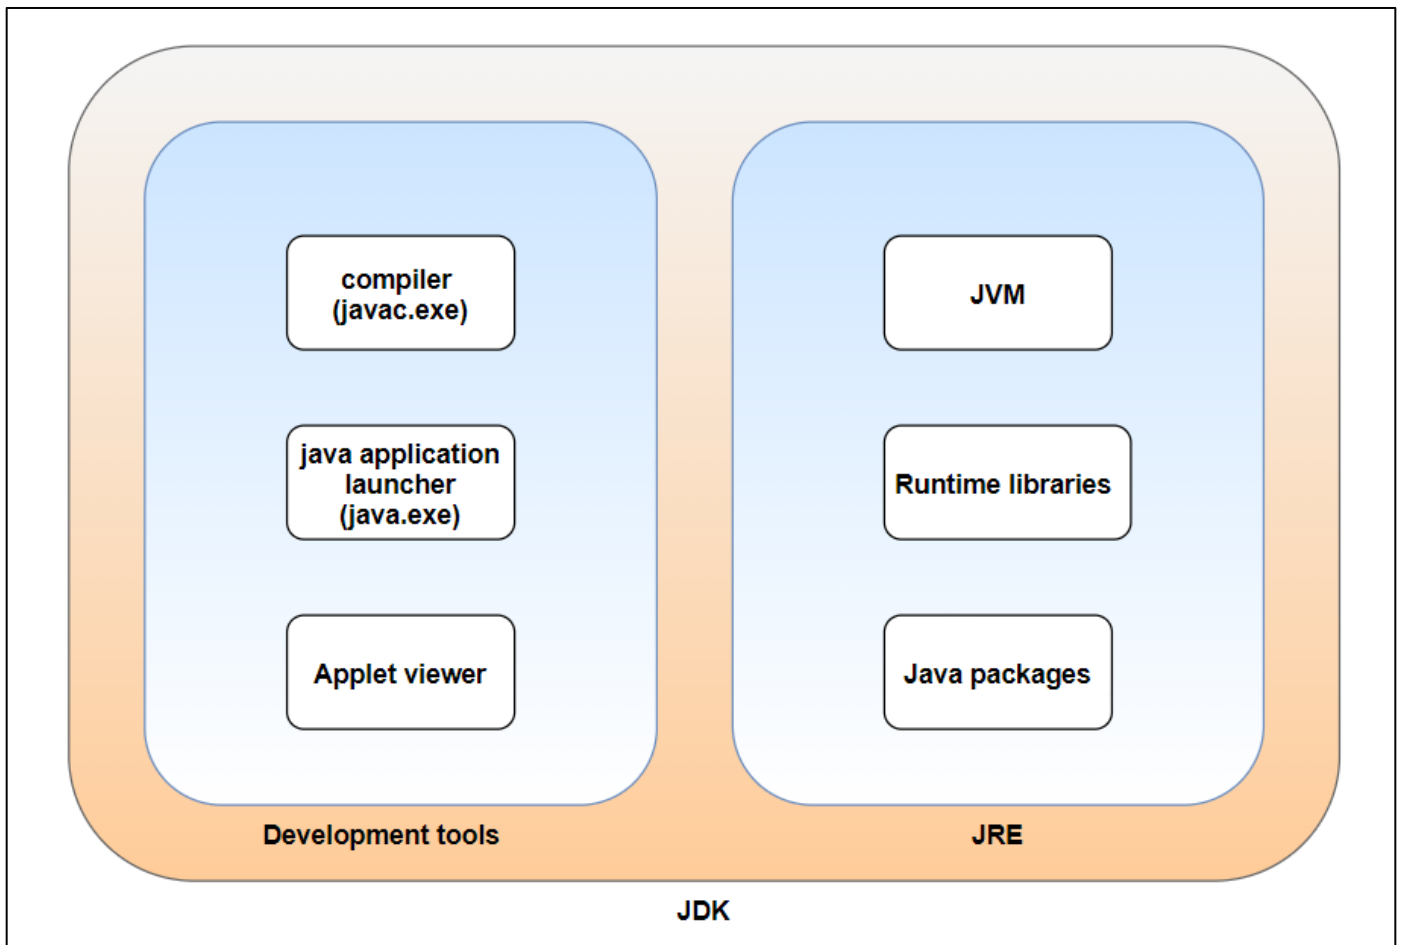 compiler
(javac.exe)
java application
launcher
(java.exe)
Applet viewer
Development tools
JVM
Runtime libraries
Java packages
JRE
JDK